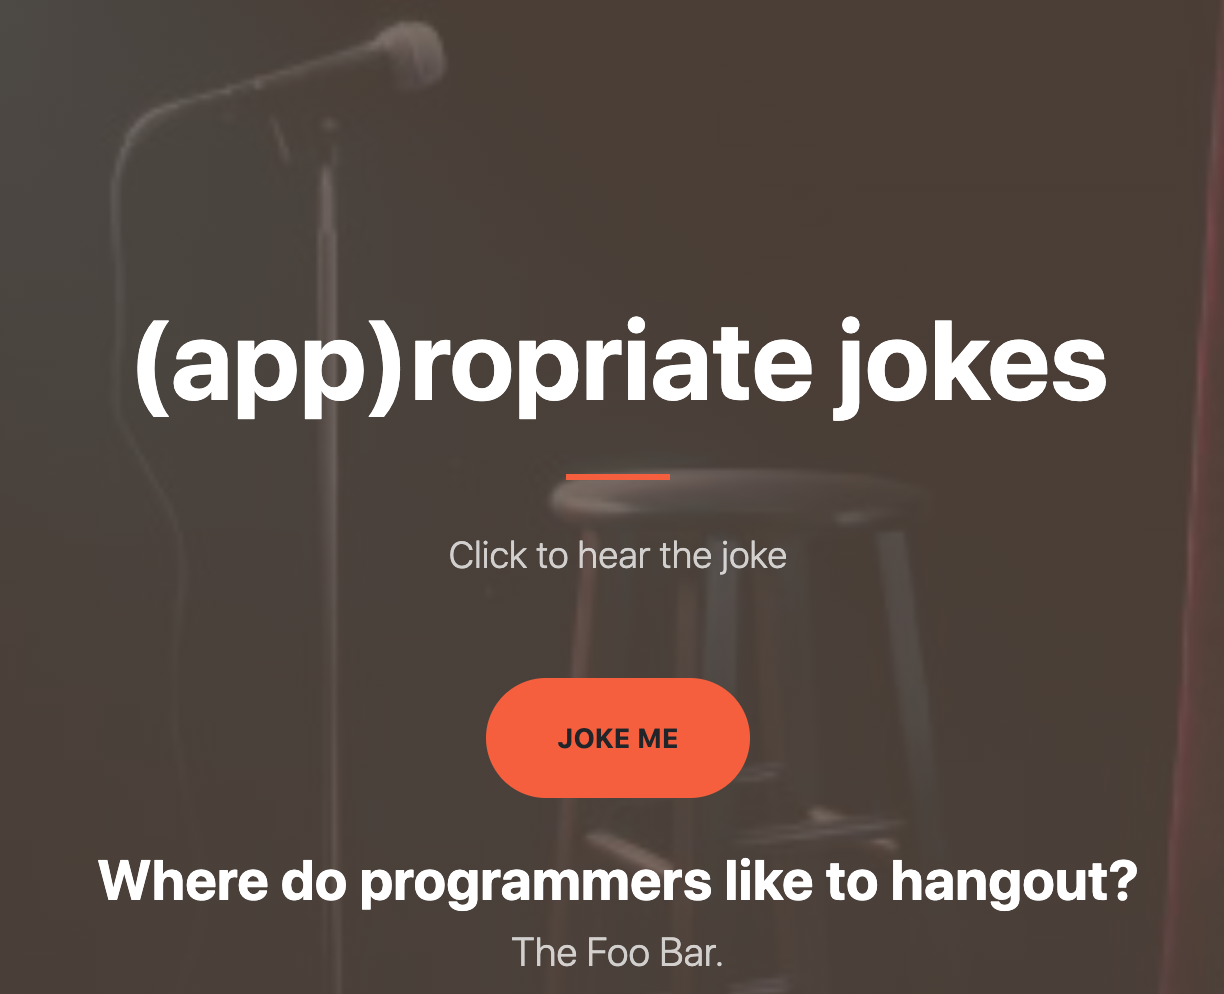 (app)ropriate jokes
Click to hear the joke
JOKE ME
Where do programmers like to hangout?
The Foo Bar.